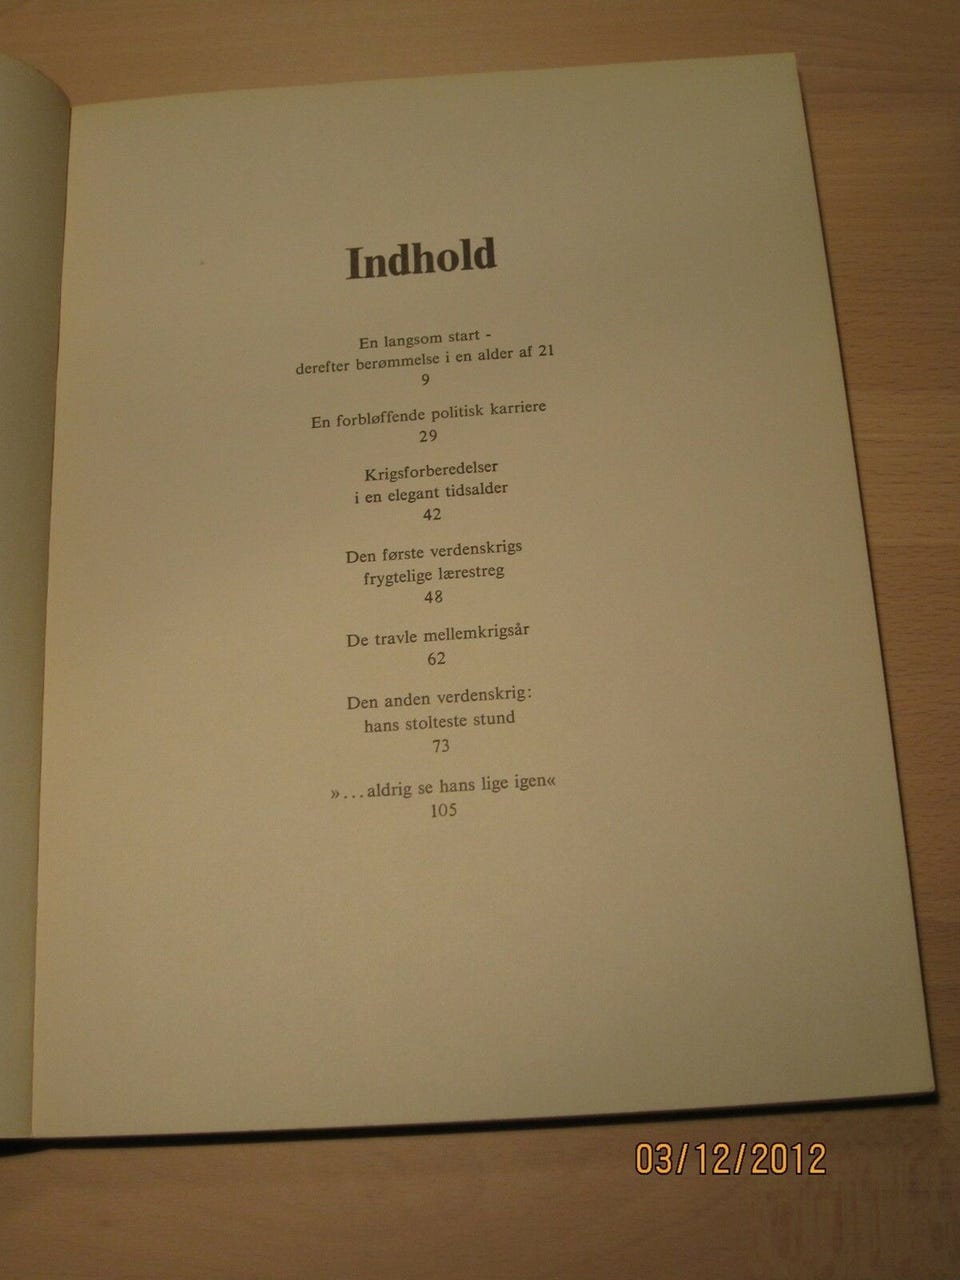 Indhold
En langsom start -
derefter berømmelse i en alder af 21
9
En forbløffende politisk karriere
29
Krigsforberedelser
i en elegant tidsalder
42
Den første verdenskrigs
frygtelige lærestreg
48
De travle mellemkrigsår
62
Den anden verdenskrig:
hans stolteste stund
73
»...aldrig se hans lige igen«
105
03/12/2012